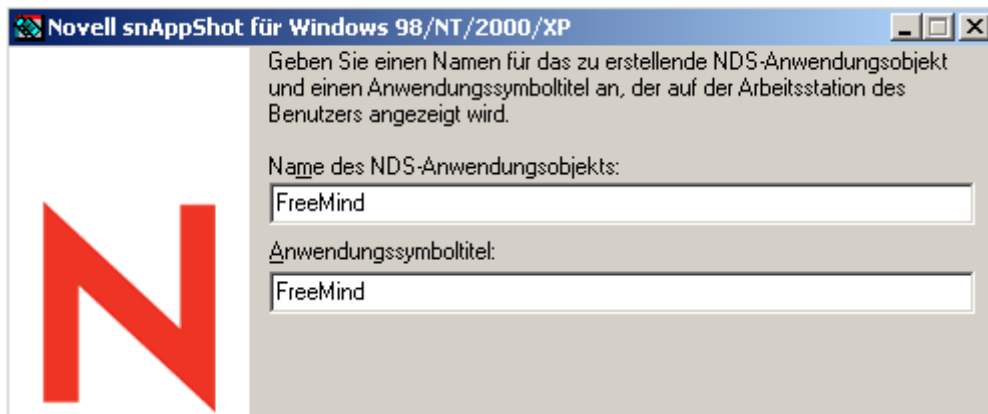 Novell snAppShot für Windows 98/NT/2000/XP
Geben Sie einen Namen für das zu erstellende NDS-Anwendungsobjekt
und einen Anwendungssymboltitel an, der auf der Arbeitsstation des
Benutzers angezeigt wird.
Name des NDS-Anwendungsobjekts:
FreeMind
Anwendungssymboltitel:
FreeMind
N